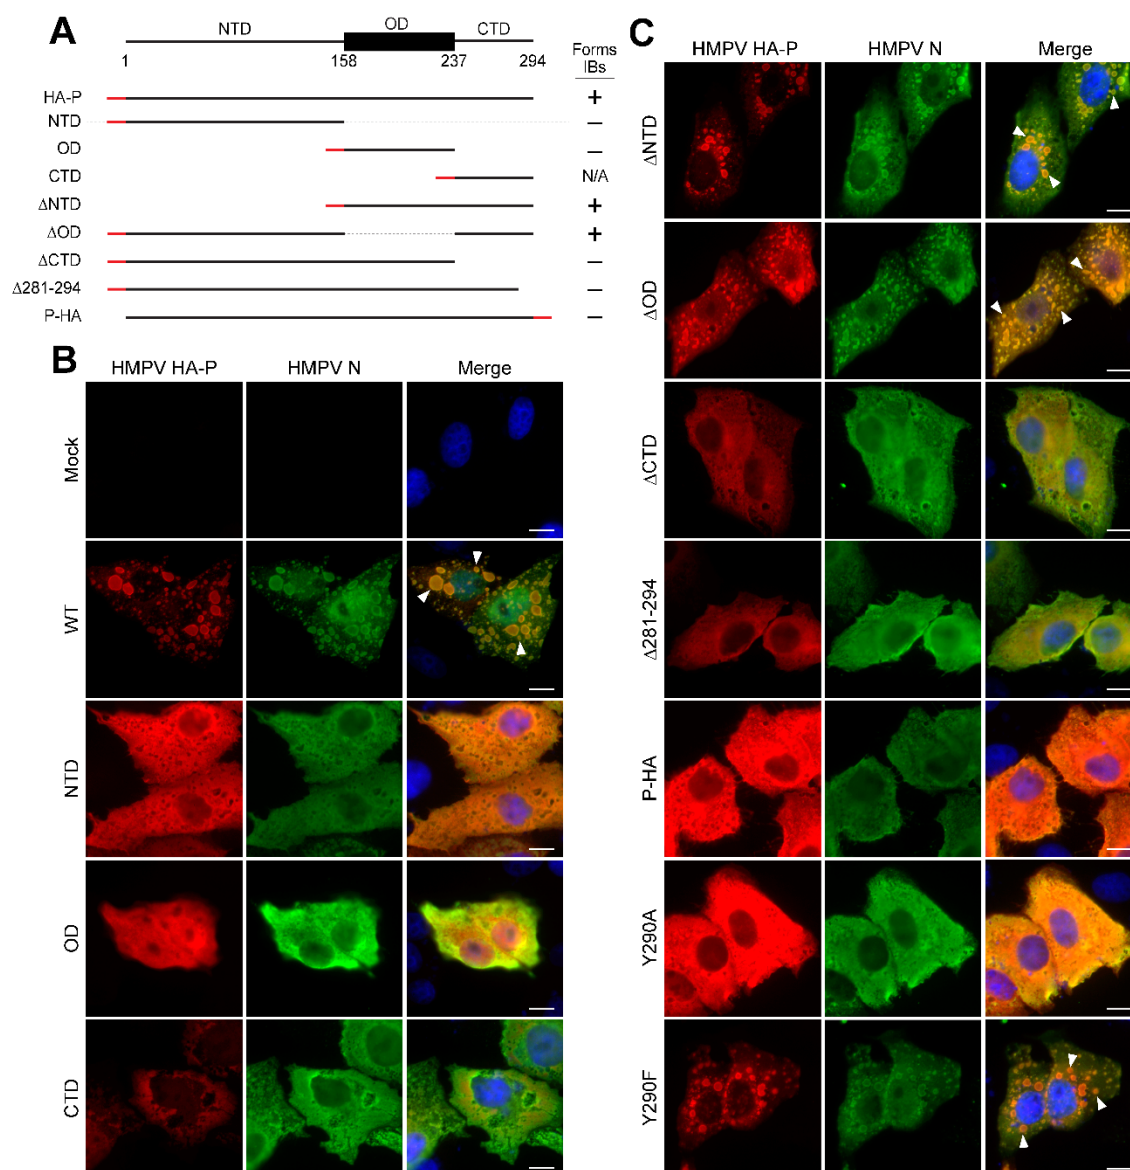 A
NTD OD CTD
1 158 237 294
Forms
IBs
HA-P +
NTD –
OD –
CTD N/A
ΔNTD +
ΔOD +
ΔCTD –
Δ281-294 –
P-HA –
B
HMPV HA-P HMPV N Merge
Mock
WT
NTD
OD
CTD
C
HMPV HA-P HMPV N Merge
ΔNTD
ΔOD
ΔCTD
Δ281-294
P-HA
Y290A
Y290F